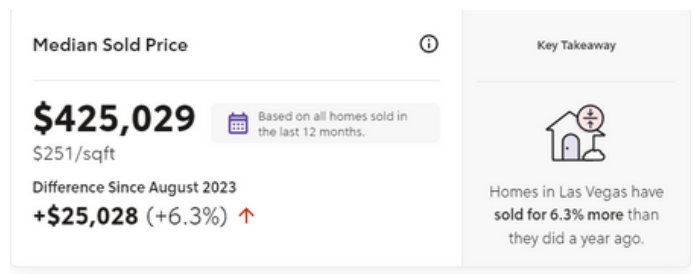 Median Sold Price
Key Takeaway
$425,029
Based on all homes sold in
the last 12 months.
$251/sqft
Difference Since August 2023
+$25,028 (+6.3%) ↑
Homes in Las Vegas have
sold for 6.3% more than
they did a year ago.